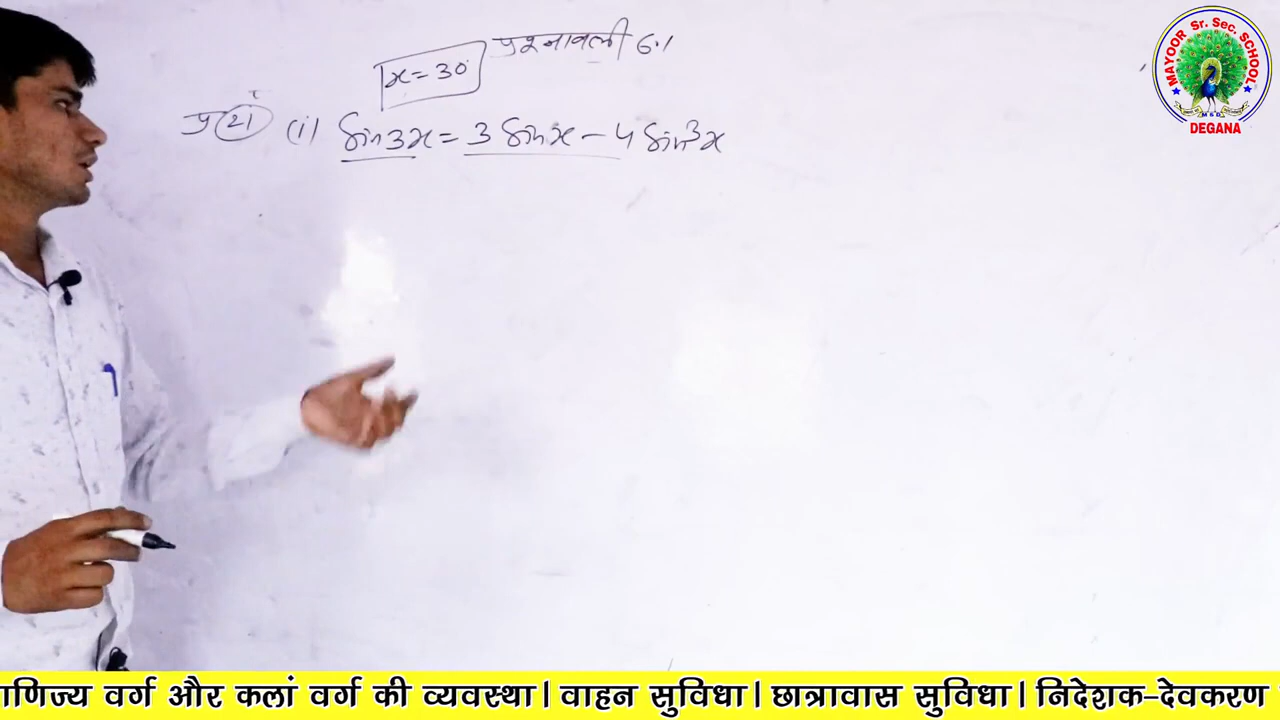 प्रश्नावली 6.1
x = 30
प्र (i) sin3x = 3 sinx - 4 sin³x
MAYOOR Sr. Sec. SCHOOL
DEGANA
ाणिज्य वर्ग और कलां वर्ग की व्यवस्था | वाहन सुविधा | छात्रावास सुविधा | निदेशक-देवकरण